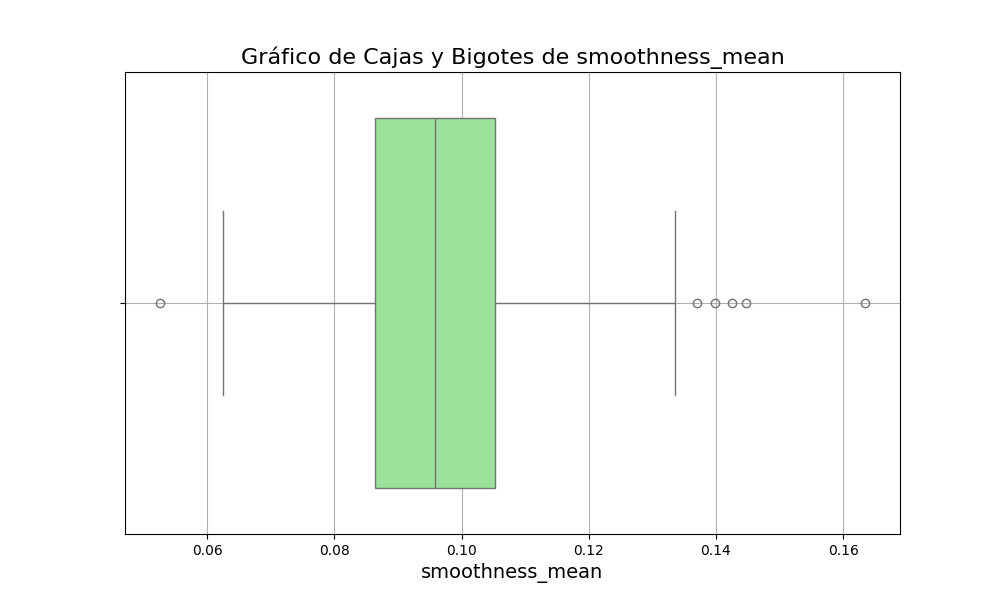 Gráfico de Cajas y Bigotes de smoothness_mean
0.06 0.08 0.10 0.12 0.14 0.16
smoothness_mean